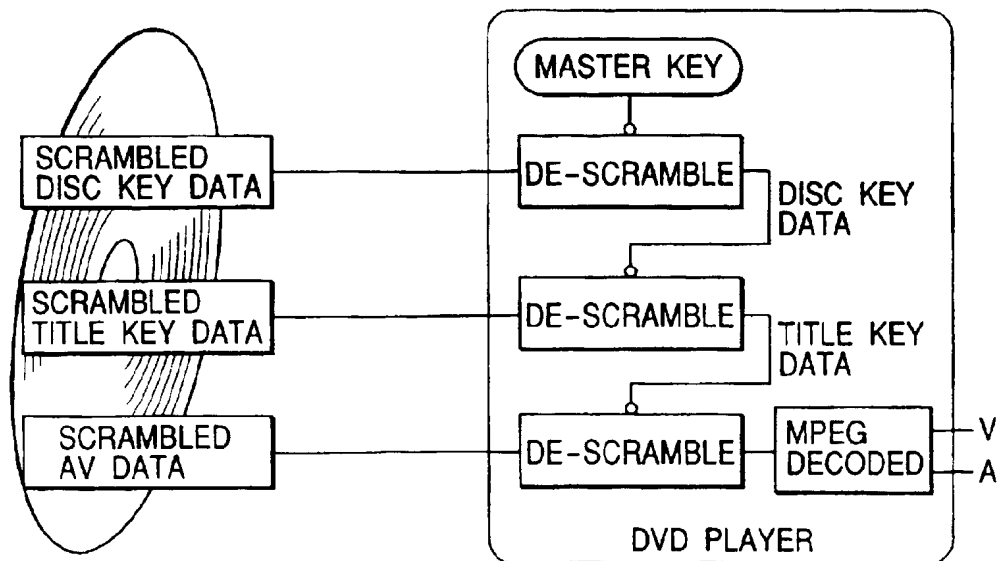 MASTER KEY
SCRAMBLED
DISC KEY DATA
DE-SCRAMBLE
DISC KEY
DATA
SCRAMBLED
TITLE KEY DATA
DE-SCRAMBLE
TITLE KEY
DATA
SCRAMBLED
AV DATA
DE-SCRAMBLE
MPEG
DECODED
V
A
DVD PLAYER